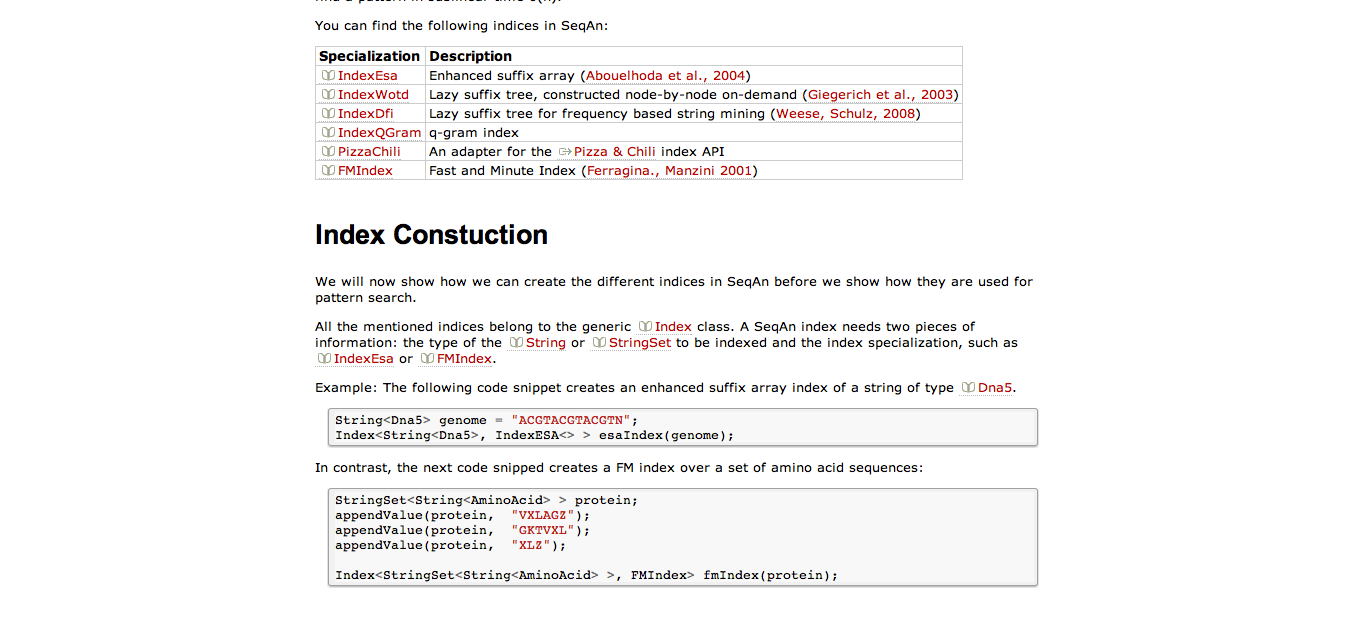 You can find the following indices in SeqAn:
Specialization Description
IndexEsa Enhanced suffix array (Abouelhoda et al., 2004)
IndexWotd Lazy suffix tree, constructed node-by-node on-demand (Giegerich et al., 2003)
IndexDfi Lazy suffix tree for frequency based string mining (Weese, Schulz, 2008)
IndexQGram q-gram index
PizzaChili An adapter for the Pizza & Chili index API
FMIndex Fast and Minute Index (Ferragina., Manzini 2001)
Index Constuction
We will now show how we can create the different indices in SeqAn before we show how they are used for
pattern search.
All the mentioned indices belong to the generic Index class. A SeqAn index needs two pieces of
information: the type of the String or StringSet to be indexed and the index specialization, such as
IndexEsa or FMIndex.
Example: The following code snippet creates an enhanced suffix array index of a string of type Dna5.
String<Dna5> genome = "ACGTACGTACGTN";
Index<String<Dna5>, IndexESA<> > esaIndex(genome);
In contrast, the next code snipped creates a FM index over a set of amino acid sequences:
StringSet<String<AminoAcid> > protein;
appendValue(protein, "VXLAGZ");
appendValue(protein, "GKTVXL");
appendValue(protein, "XLZ");
Index<StringSet<String<AminoAcid> >, FMIndex> fmIndex(protein);